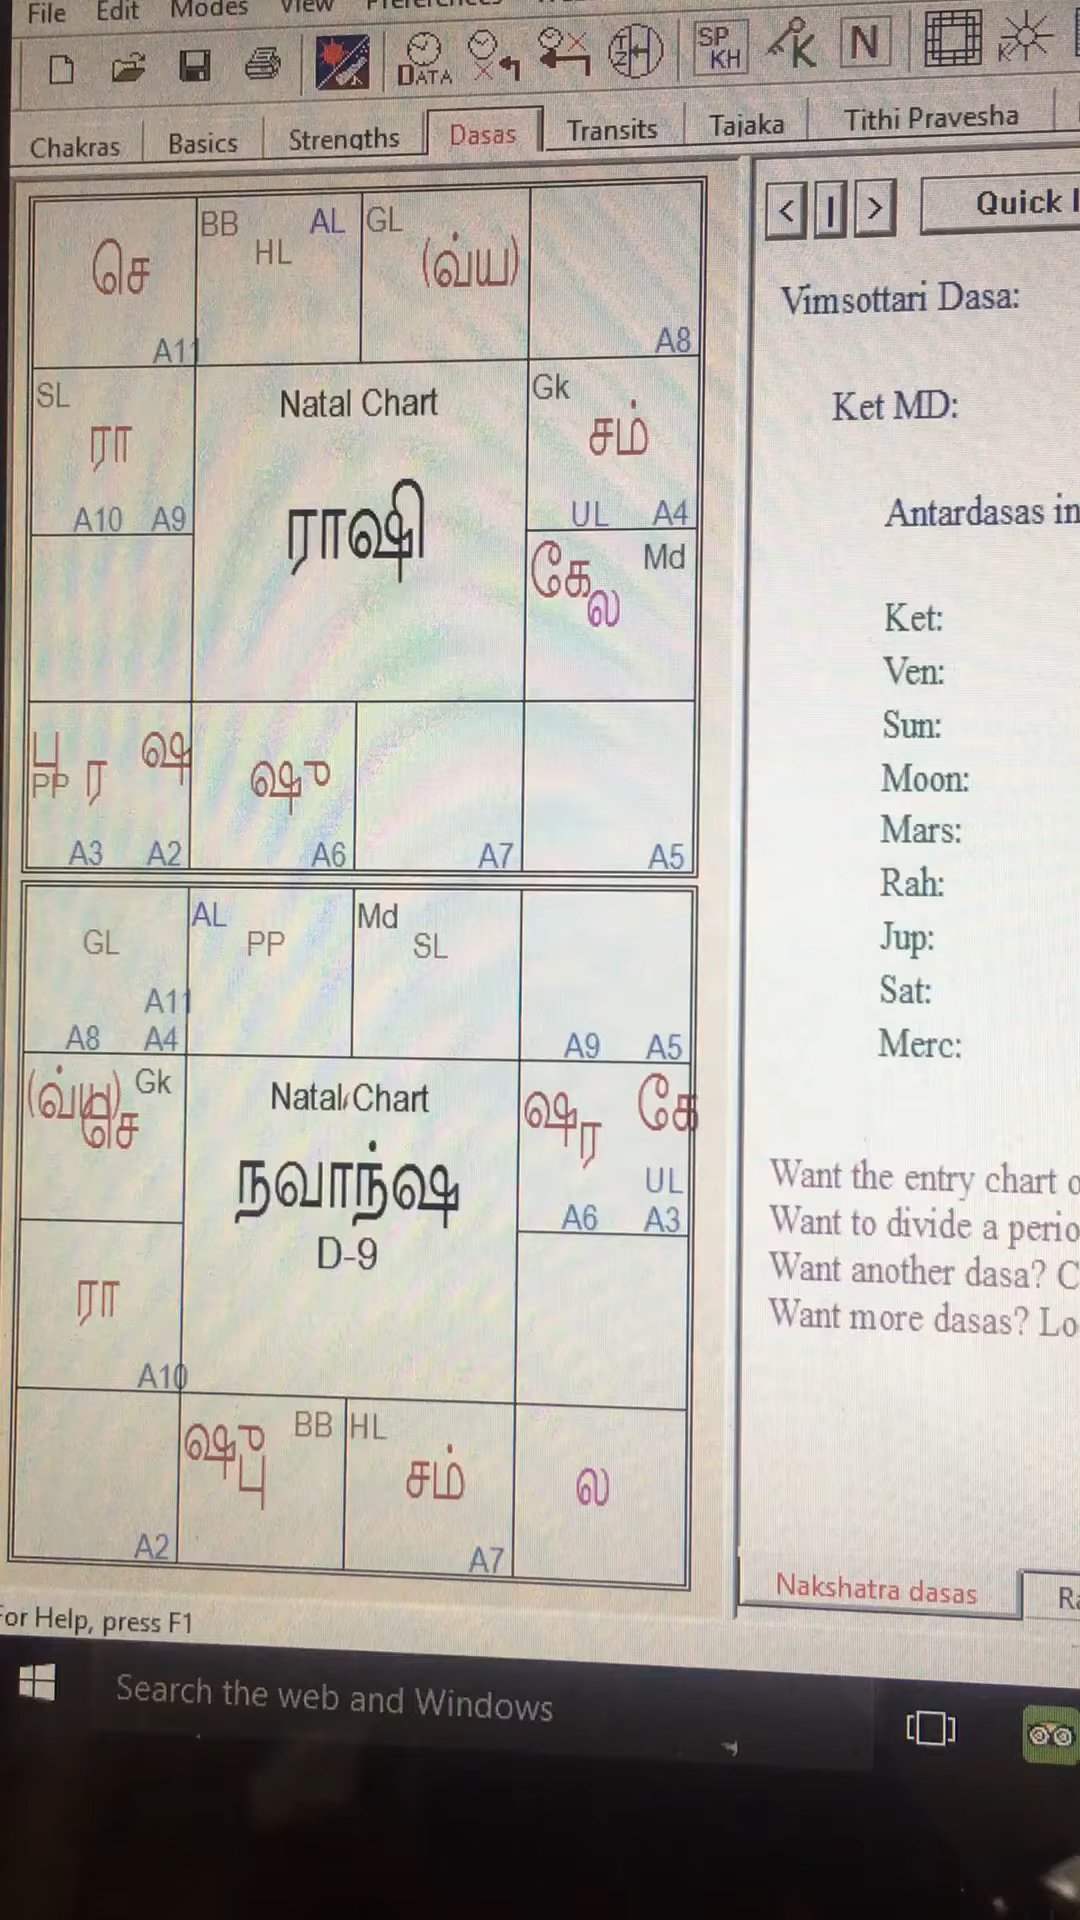 File Edit Modes View
DATA
SP KH K N
Chakras Basics Strengths Dasas Transits Tajaka Tithi Pravesha
< | > Quick
செ A11
BB HL AL
GL (வ்ய)
A8
SL ரா A10 A9
Natal Chart
ராஷி
Gk சம் UL A4
கே ல Md
பு PP ர ஷ A3 A2
ஷு A6
A7
A5
GL A11 A8 A4
AL PP
Md SL
A9 A5
செ Gk
Natal Chart
நவாந்ஷ
D-9
ஷ ர கே UL A6 A3
ரா A10
A2
ஷு பு BB
HL சம் A7
ல
Vimsottari Dasa:
Ket MD:
Antardasas in
Ket:
Ven:
Sun:
Moon:
Mars:
Rah:
Jup:
Sat:
Merc:
Want the entry chart
Want to divide a
Want another dasa?
Want more dasas?
Nakshatra dasas
For Help, press F1
Search the web and Windows